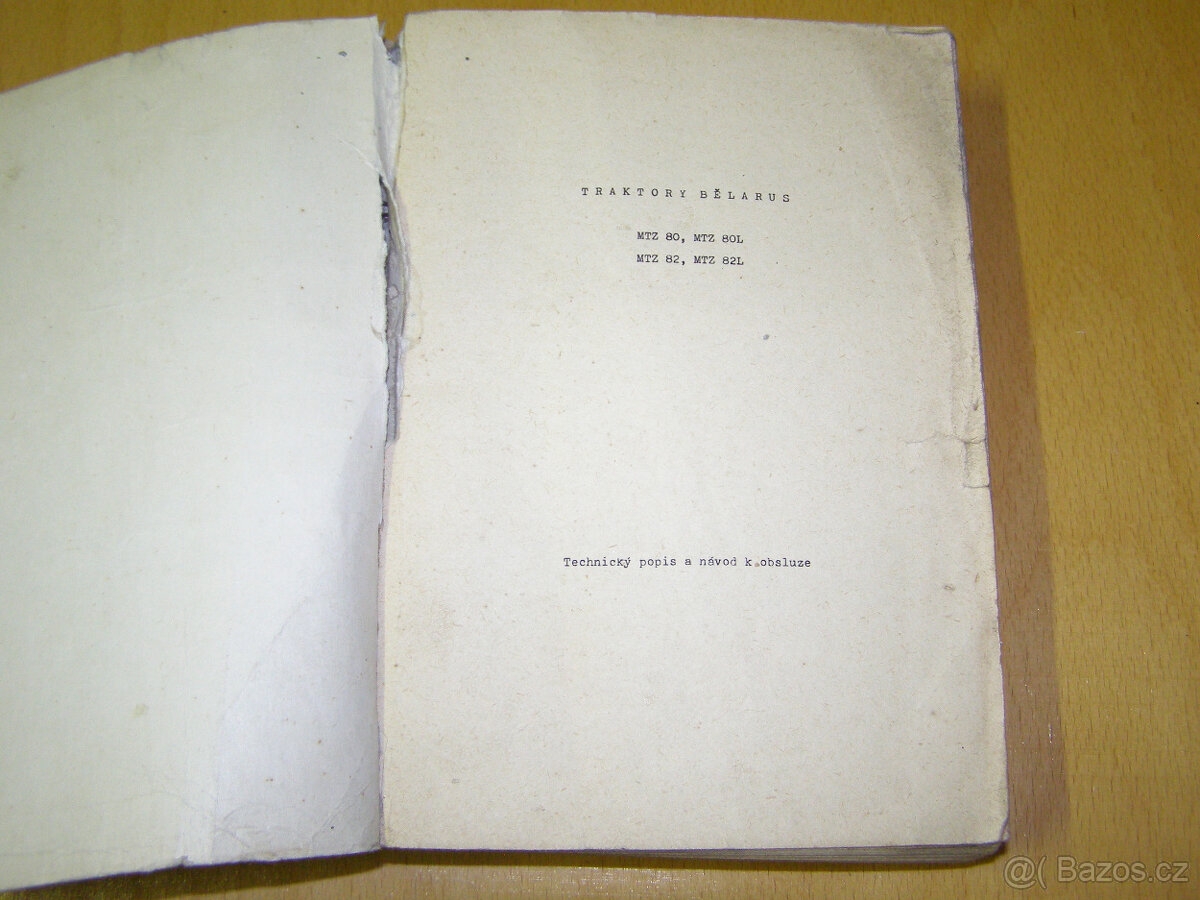 TRAKTORY BĚLARUS
MTZ 80, MTZ 80L
MTZ 82, MTZ 82L
Technický popis a návod k obsluze
@( Bazos.cz